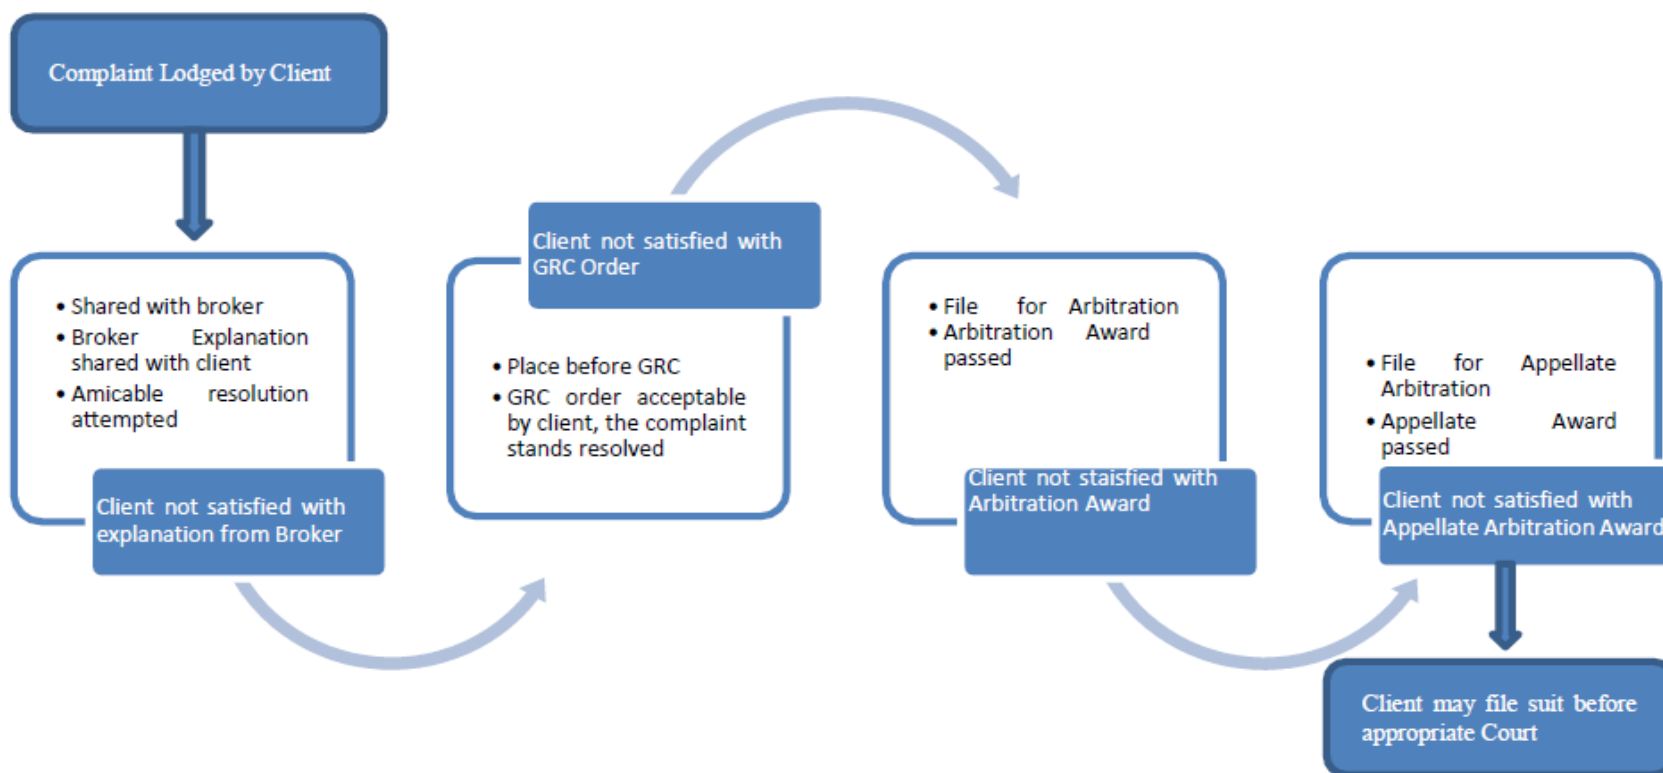 Complaint Lodged by Client
• Shared with broker
• Broker Explanation
shared with client
• Amicable resolution
attempted
Client not satisfied with
explanation from Broker
Client not satisfied with
GRC Order
• Place before GRC
• GRC order acceptable
by client, the complaint
stands resolved
• File for Arbitration
• Arbitration Award
passed
Client not staisfied with
Arbitration Award
• File for Appellate
Arbitration
• Appellate Award
passed
Client not satisfied with
Appellate Arbitration Award
Client may file suit before
appropriate Court